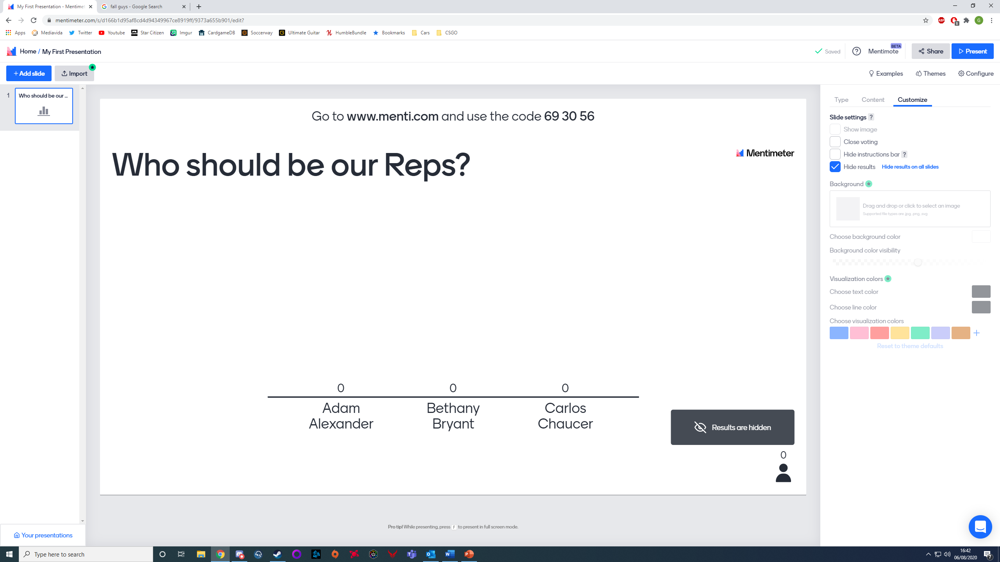 My First Presentation - Mentimet
fall guys - Google Search
mentimeter.com/s/d166b1d95af8cd4d94349967ce8919ff/9373a655b901/edit?
ABP
1
G
Apps
Mediavida
Twitter
Youtube
Star Citizen
Imgur
CardgameDB
Soccerway
Ultimate Guitar
HumbleBundle
Bookmarks
Cars
CSGO
Home / My First Presentation
Saved
Mentimote
BETA
Share
Present
+ Add slide
Import
Examples
Themes
Configure
1
Who should be our ...
Go to www.menti.com and use the code 69 30 56
Who should be our Reps?
Mentimeter
0
0
0
Adam
Alexander
Bethany
Bryant
Carlos
Chaucer
Results are hidden
0
Pro tip! While presenting, press F to present in full screen mode.
Type
Content
Customize
Slide settings ?
Show image
Close voting
Hide instructions bar ?
Hide results
Hide results on all slides
Background
Drag and drop or click to select an image
Supported file types are .jpg, .png, .svg
Choose background color
Background color visibility
Visualization colors
Choose text color
Choose line color
Choose visualization colors
Reset to theme defaults
Your presentations
Type here to search
16:42
06/08/2020
7